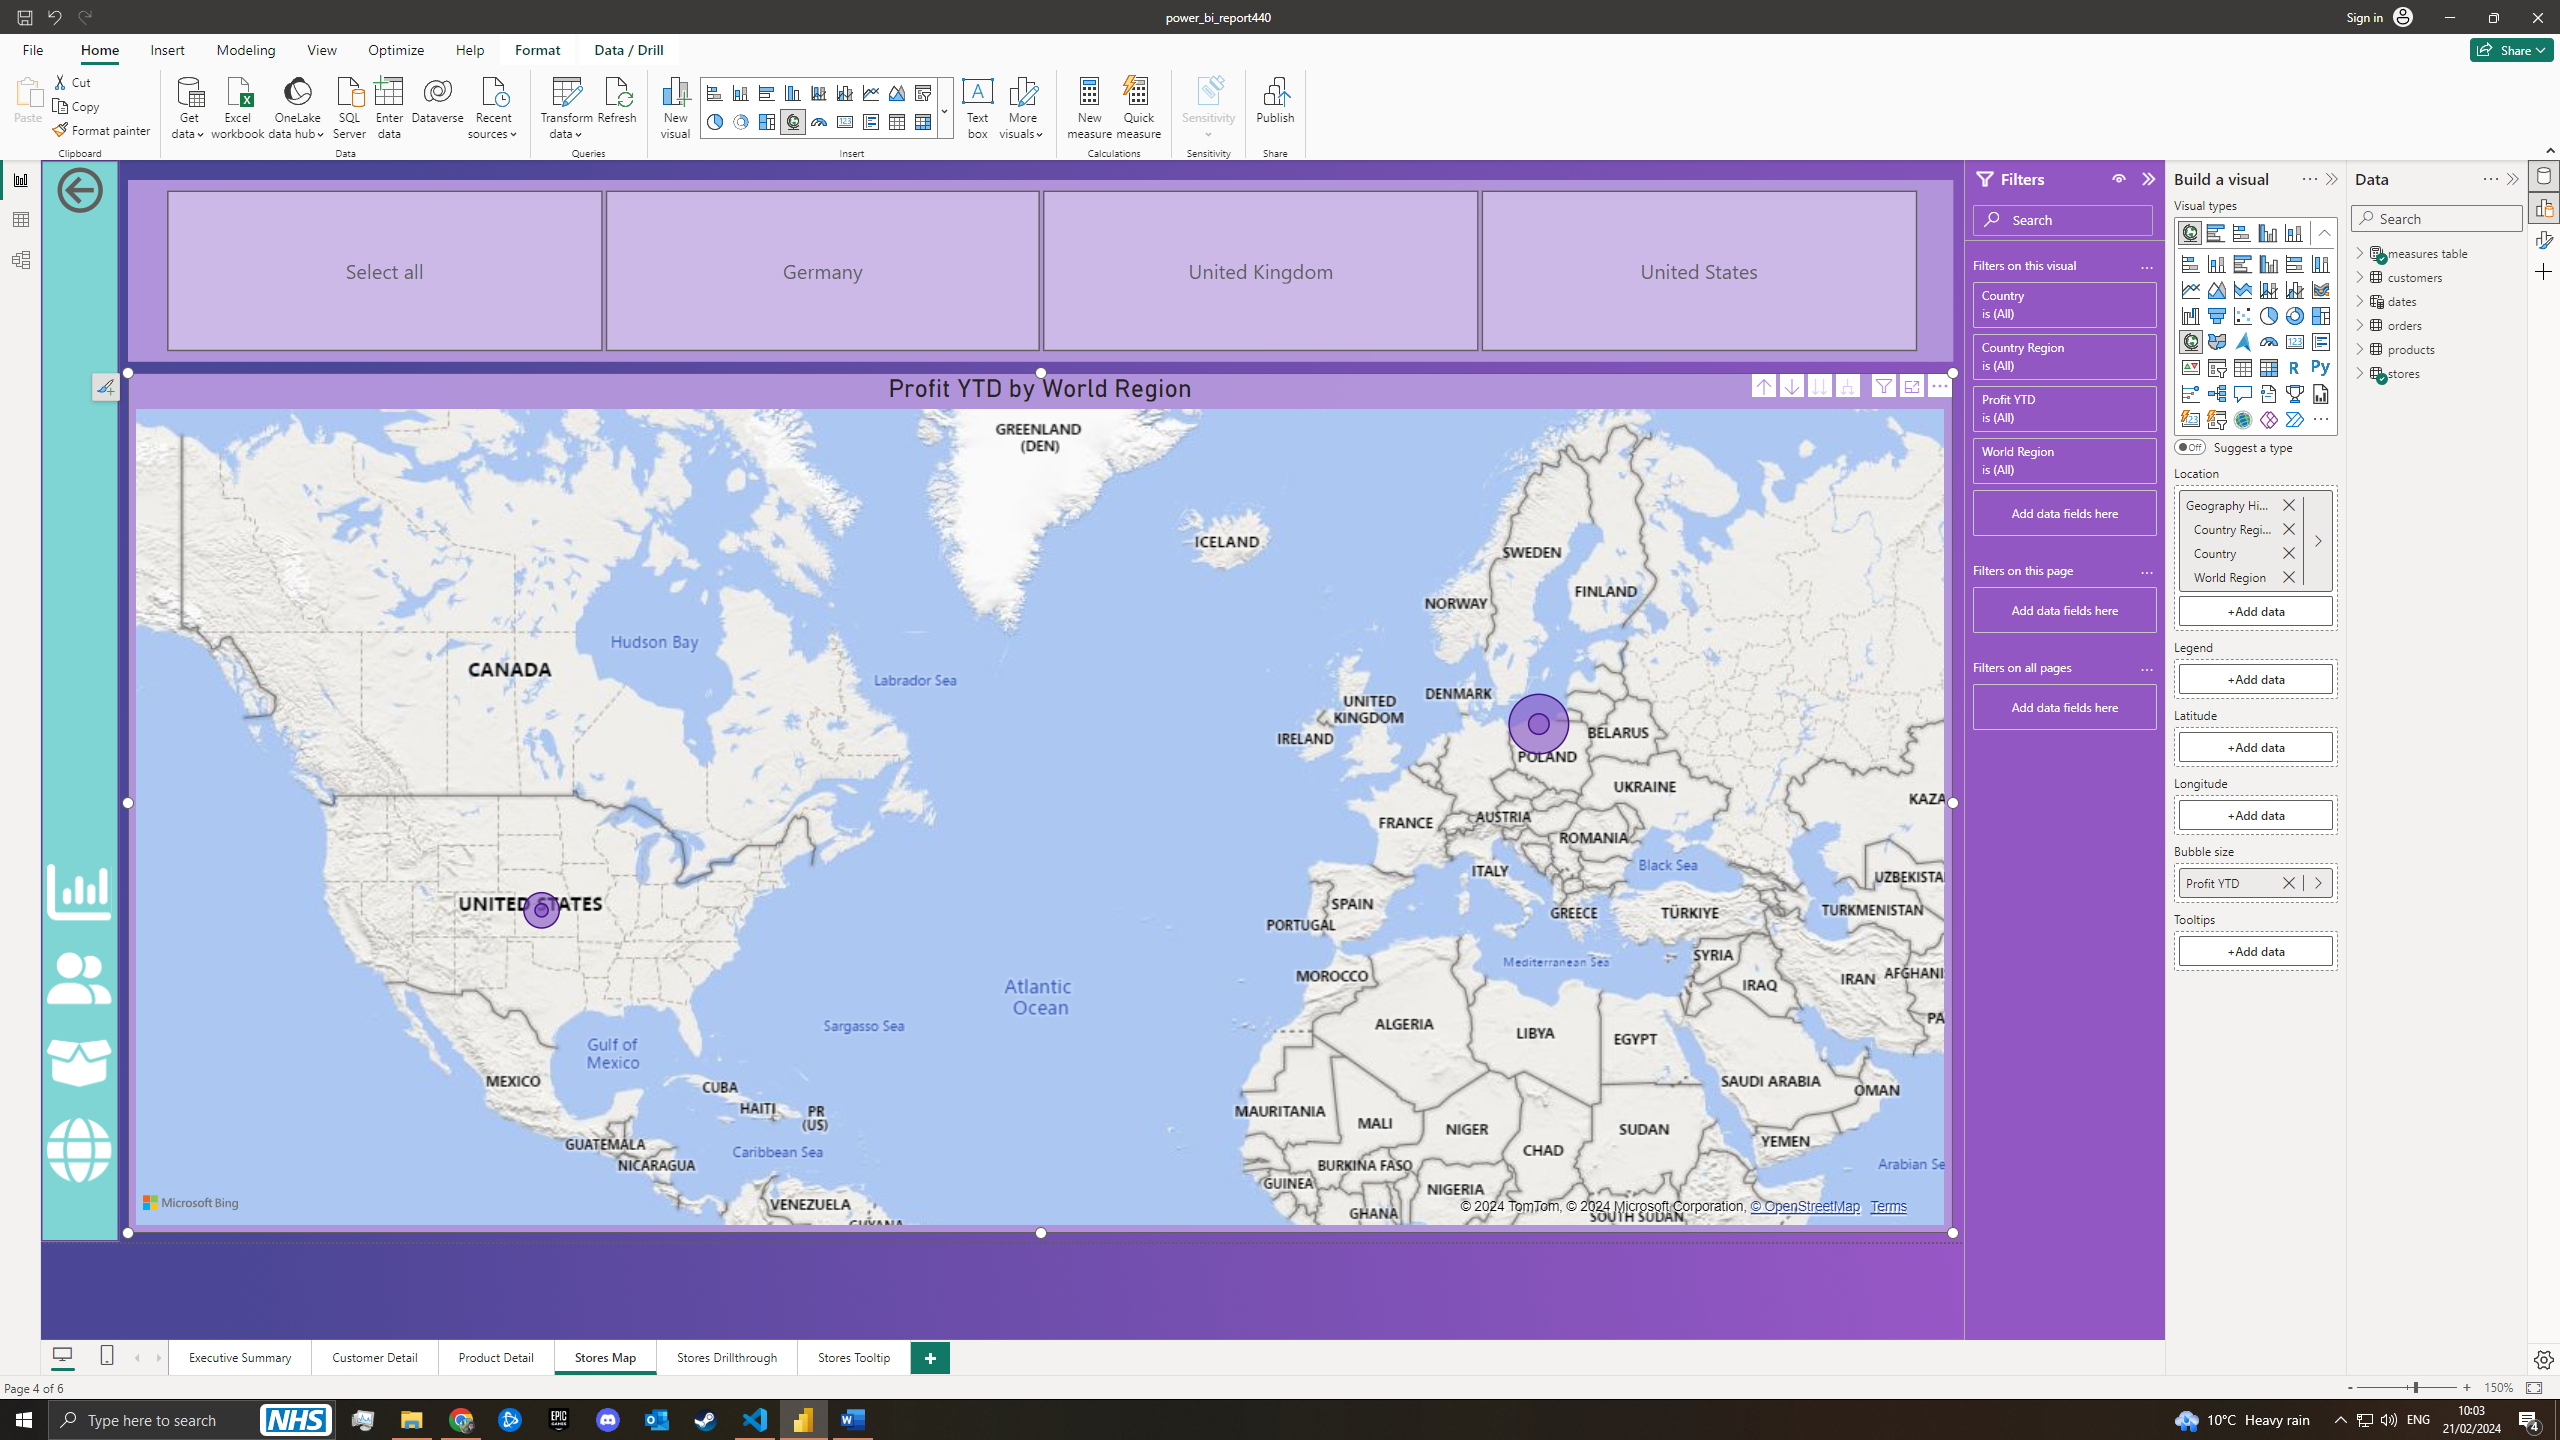 power_bi_report440
Sign in
File Home Insert Modeling View Optimize Help Format Data / Drill
Share
Paste
Cut
Copy
Format painter
Get data
Excel workbook
OneLake data hub
SQL Server
Enter data
Dataverse
Recent sources
Transform data
Refresh
New visual
Text box
More visuals
New measure
Quick measure
Sensitivity
Publish
Clipboard Data Queries Insert Calculations Sensitivity Share
Select all
Germany
United Kingdom
United States
Profit YTD by World Region
GREENLAND
(DEN)
ICELAND
SWEDEN
FINLAND
NORWAY
Hudson Bay
CANADA
Labrador Sea
DENMARK
UNITED
KINGDOM
IRELAND
BELARUS
POLAND
UKRAINE
KAZA
FRANCE
AUSTRIA
ROMANIA
Black Sea
ITALY
UZBEKISTA
UNITED STATES
SPAIN
PORTUGAL
GREECE
TÜRKIYE
TURKMENISTAN
SYRIA
Mediterranean Sea
MOROCCO
IRAQ
IRAN
AFGHANI
Atlantic
Ocean
Sargasso Sea
ALGERIA
LIBYA
EGYPT
PA
Gulf of
Mexico
MEXICO
CUBA
HAITI
PR
(US)
SAUDI ARABIA
OMAN
MAURITANIA
MALI
NIGER
SUDAN
CHAD
YEMEN
GUATEMALA
NICARAGUA
Caribbean Sea
BURKINA FASO
GUINEA
NIGERIA
GHANA
Arabian Se
VENEZUELA
GUYANA
SOUTH SUDAN
Microsoft Bing
© 2024 TomTom, © 2024 Microsoft Corporation, © OpenStreetMap Terms
Filters
Search
Filters on this visual
Country
is (All)
Country Region
is (All)
Profit YTD
is (All)
World Region
is (All)
Add data fields here
Filters on this page
Add data fields here
Filters on all pages
Add data fields here
Build a visual
Visual types
R Py
Off Suggest a type
Location
Geography Hi...
Country Regi...
Country
World Region
+Add data
Legend
+Add data
Latitude
+Add data
Longitude
+Add data
Bubble size
Profit YTD
Tooltips
+Add data
Data
Search
measures table
customers
dates
orders
products
stores
Executive Summary Customer Detail Product Detail Stores Map Stores Drillthrough Stores Tooltip
Page 4 of 6
- + 150%
Type here to search
NHS
EPIC GAMES
10°C Heavy rain
ENG
10:03
21/02/2024
4